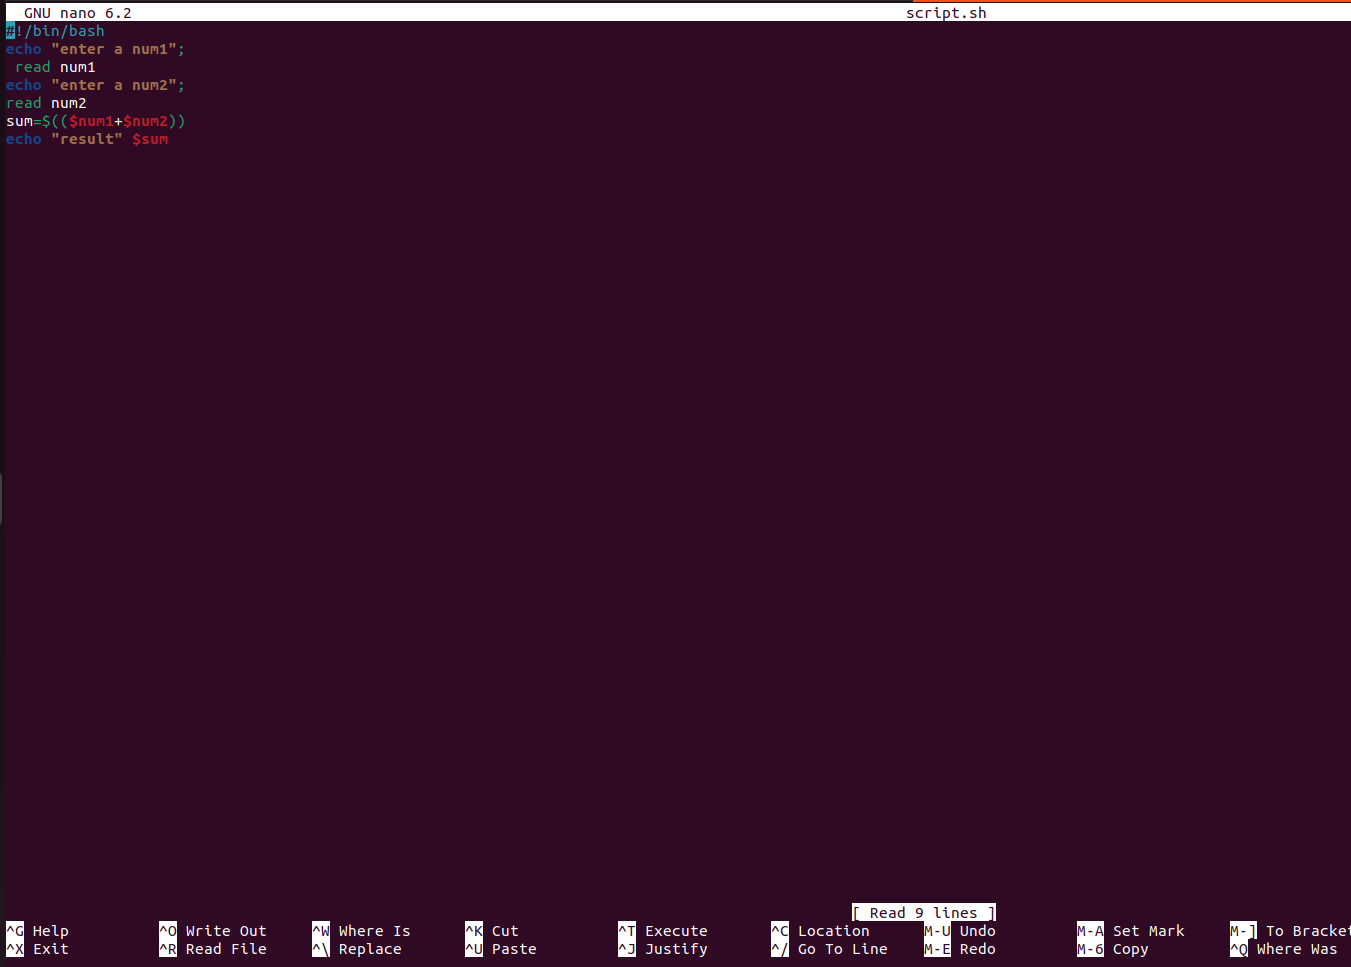 GNU nano 6.2 script.sh
#!/bin/bash
echo "enter a num1";
 read num1
echo "enter a num2";
read num2
sum=$(($num1+$num2))
echo "result" $sum
[ Read 9 lines ]
^G Help ^O Write Out ^W Where Is ^K Cut ^T Execute ^C Location M-U Undo M-A Set Mark M-] To Bracket
^X Exit ^R Read File ^\ Replace ^U Paste ^J Justify ^/ Go To Line M-E Redo M-6 Copy ^Q Where Was